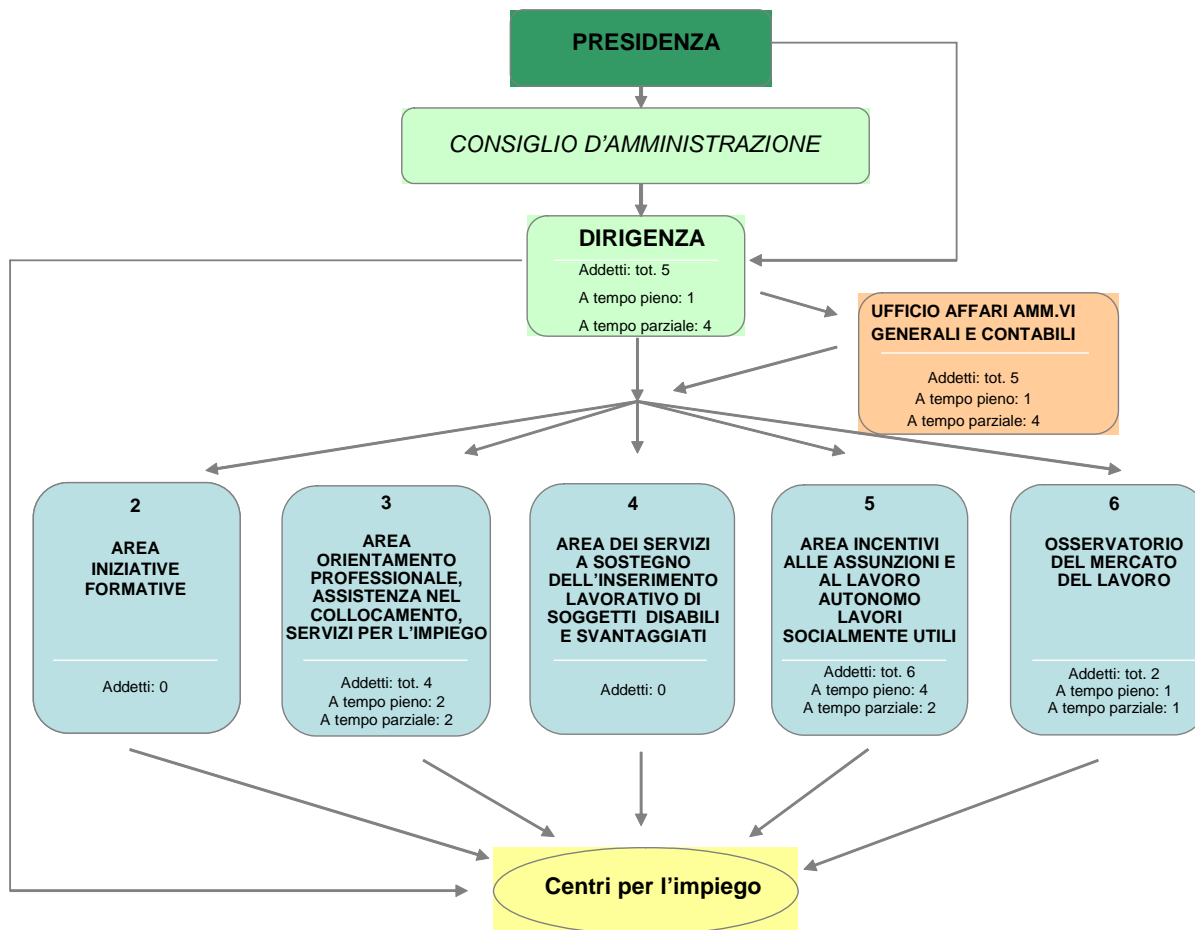 PRESIDENZA
CONSIGLIO D'AMMINISTRAZIONE
DIRIGENZA
Addetti: tot. 5
A tempo pieno: 1
A tempo parziale: 4
UFFICIO AFFARI AMM.VI
GENERALI E CONTABILI
Addetti: tot. 5
A tempo pieno: 1
A tempo parziale: 4
2
AREA
INIZIATIVE
FORMATIVE
Addetti: 0
3
AREA
ORIENTAMENTO
PROFESSIONALE,
ASSISTENZA NEL
COLLOCAMENTO,
SERVIZI PER L'IMPIEGO
Addetti: tot. 4
A tempo pieno: 2
A tempo parziale: 2
4
AREA DEI SERVIZI
A SOSTEGNO
DELL'INSERIMENTO
LAVORATIVO DI
SOGGETTI DISABILI
E SVANTAGGIATI
Addetti: 0
5
AREA INCENTIVI
ALLE ASSUNZIONI E
AL LAVORO
AUTONOMO
LAVORI
SOCIALMENTE UTILI
Addetti: tot. 6
A tempo pieno: 4
A tempo parziale: 2
6
OSSERVATORIO
DEL MERCATO
DEL LAVORO
Addetti: tot. 2
A tempo pieno: 1
A tempo parziale: 1
Centri per l'impiego